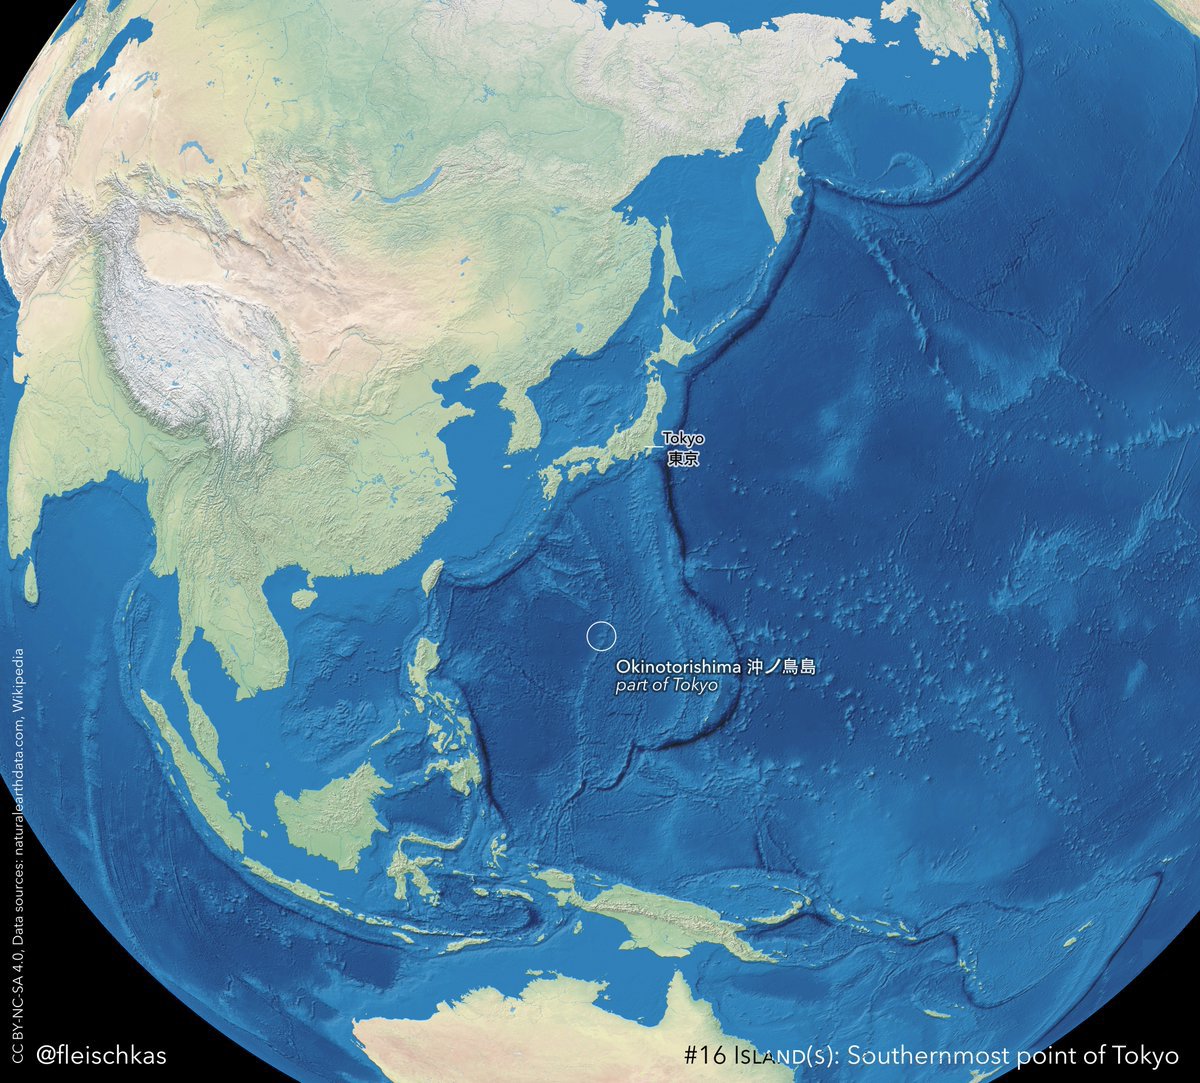 Tokyo
東京
Okinotorishima 沖ノ鳥島
part of Tokyo
CC BY-NC-SA 4.0, Data sources: naturalearthdata.com, Wikipedia
@fleischkas
#16 Island(s): Southernmost point of Tokyo